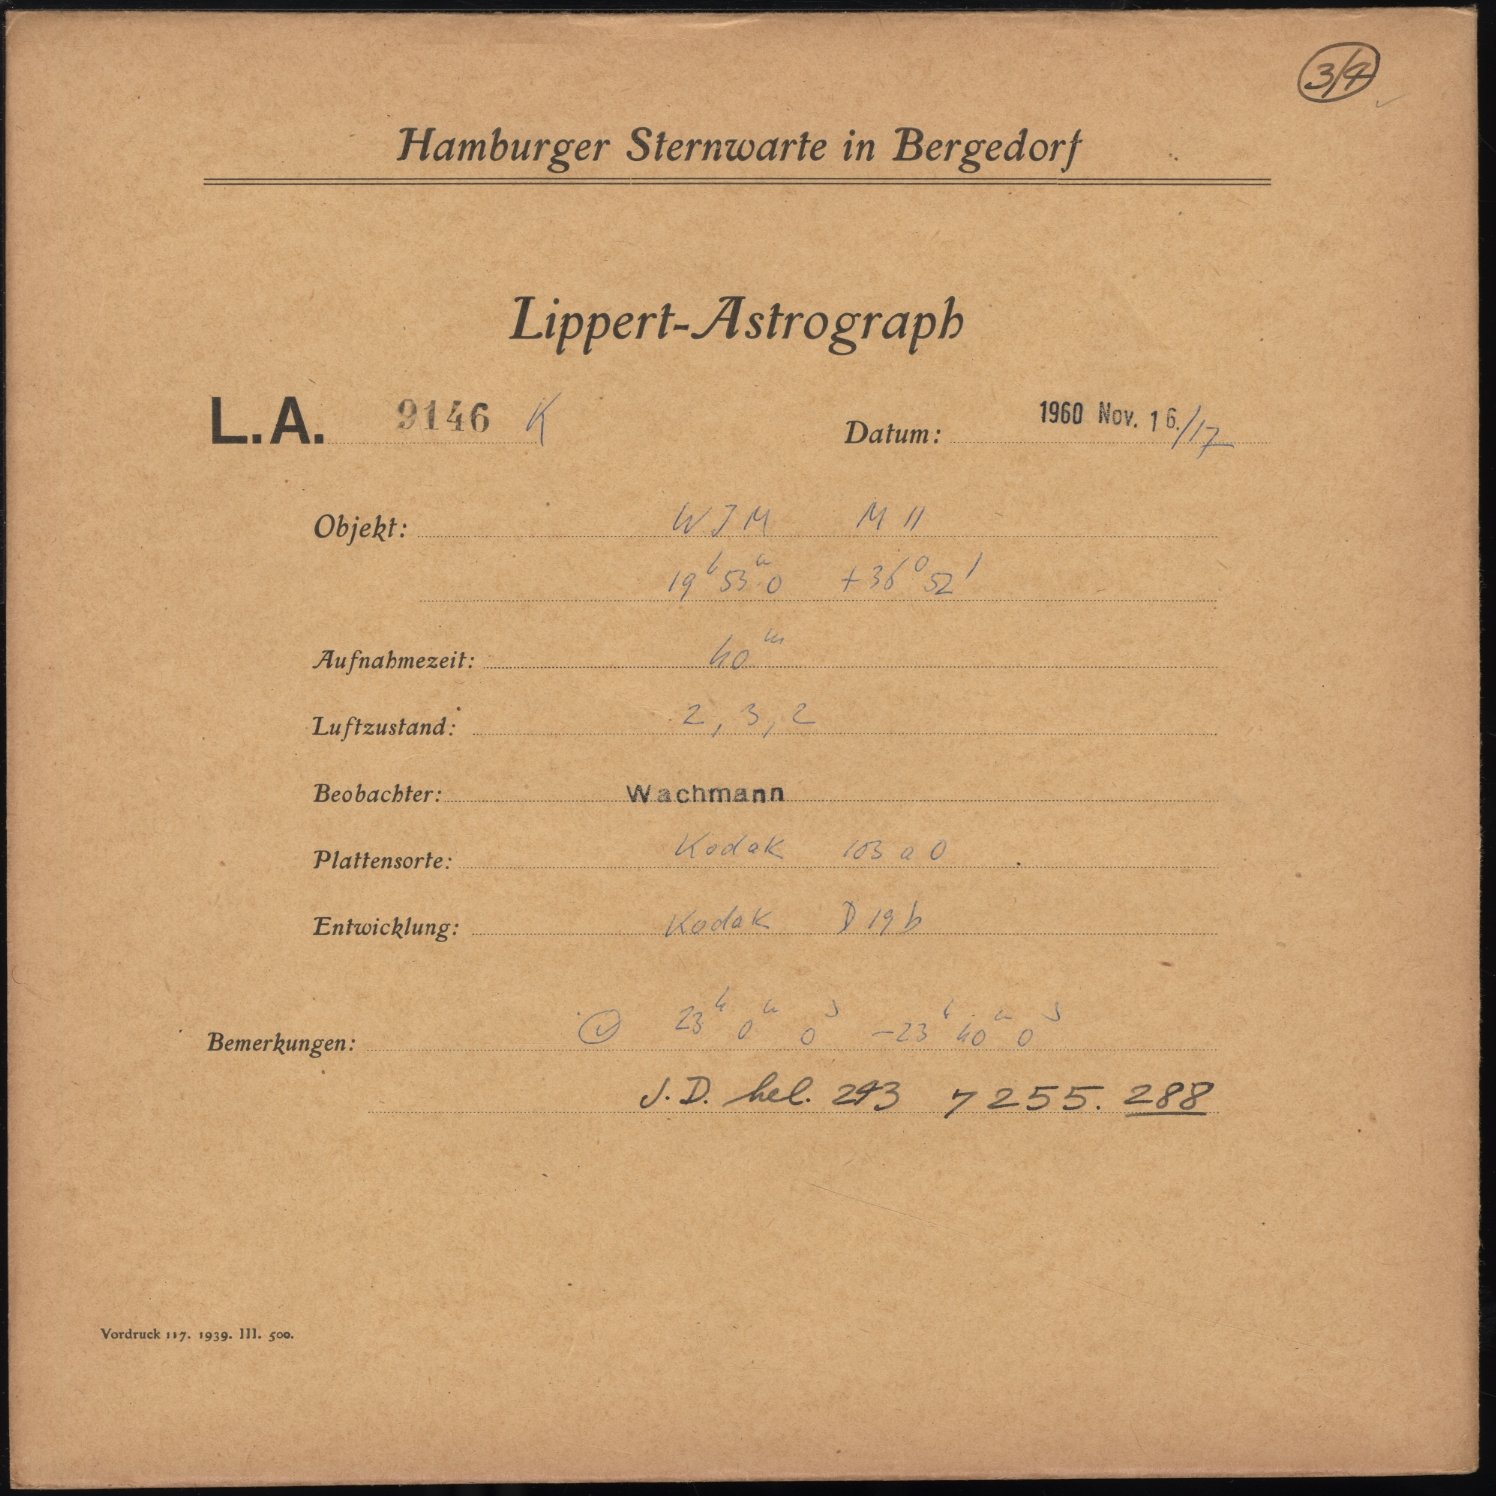 3/4
Hamburger Sternwarte in Bergedorf
Lippert-Astrograph
L.A. 9146 K Datum: 1960 Nov. 16./17
Objekt: WJM M 11
19ʰ 53ᵐ.0 +36° 52′
Aufnahmezeit: 40ᵐ
Luftzustand: 2, 3, 2
Beobachter: Wachmann
Plattensorte: Kodak 103 a O
Entwicklung: Kodak D 19 b
Bemerkungen: 23ʰ 0ᵐ 0ˢ – 23ʰ 40ᵐ 0ˢ
J.D. hel. 243 7255.288
Vordruck 117. 1939. III. 500.